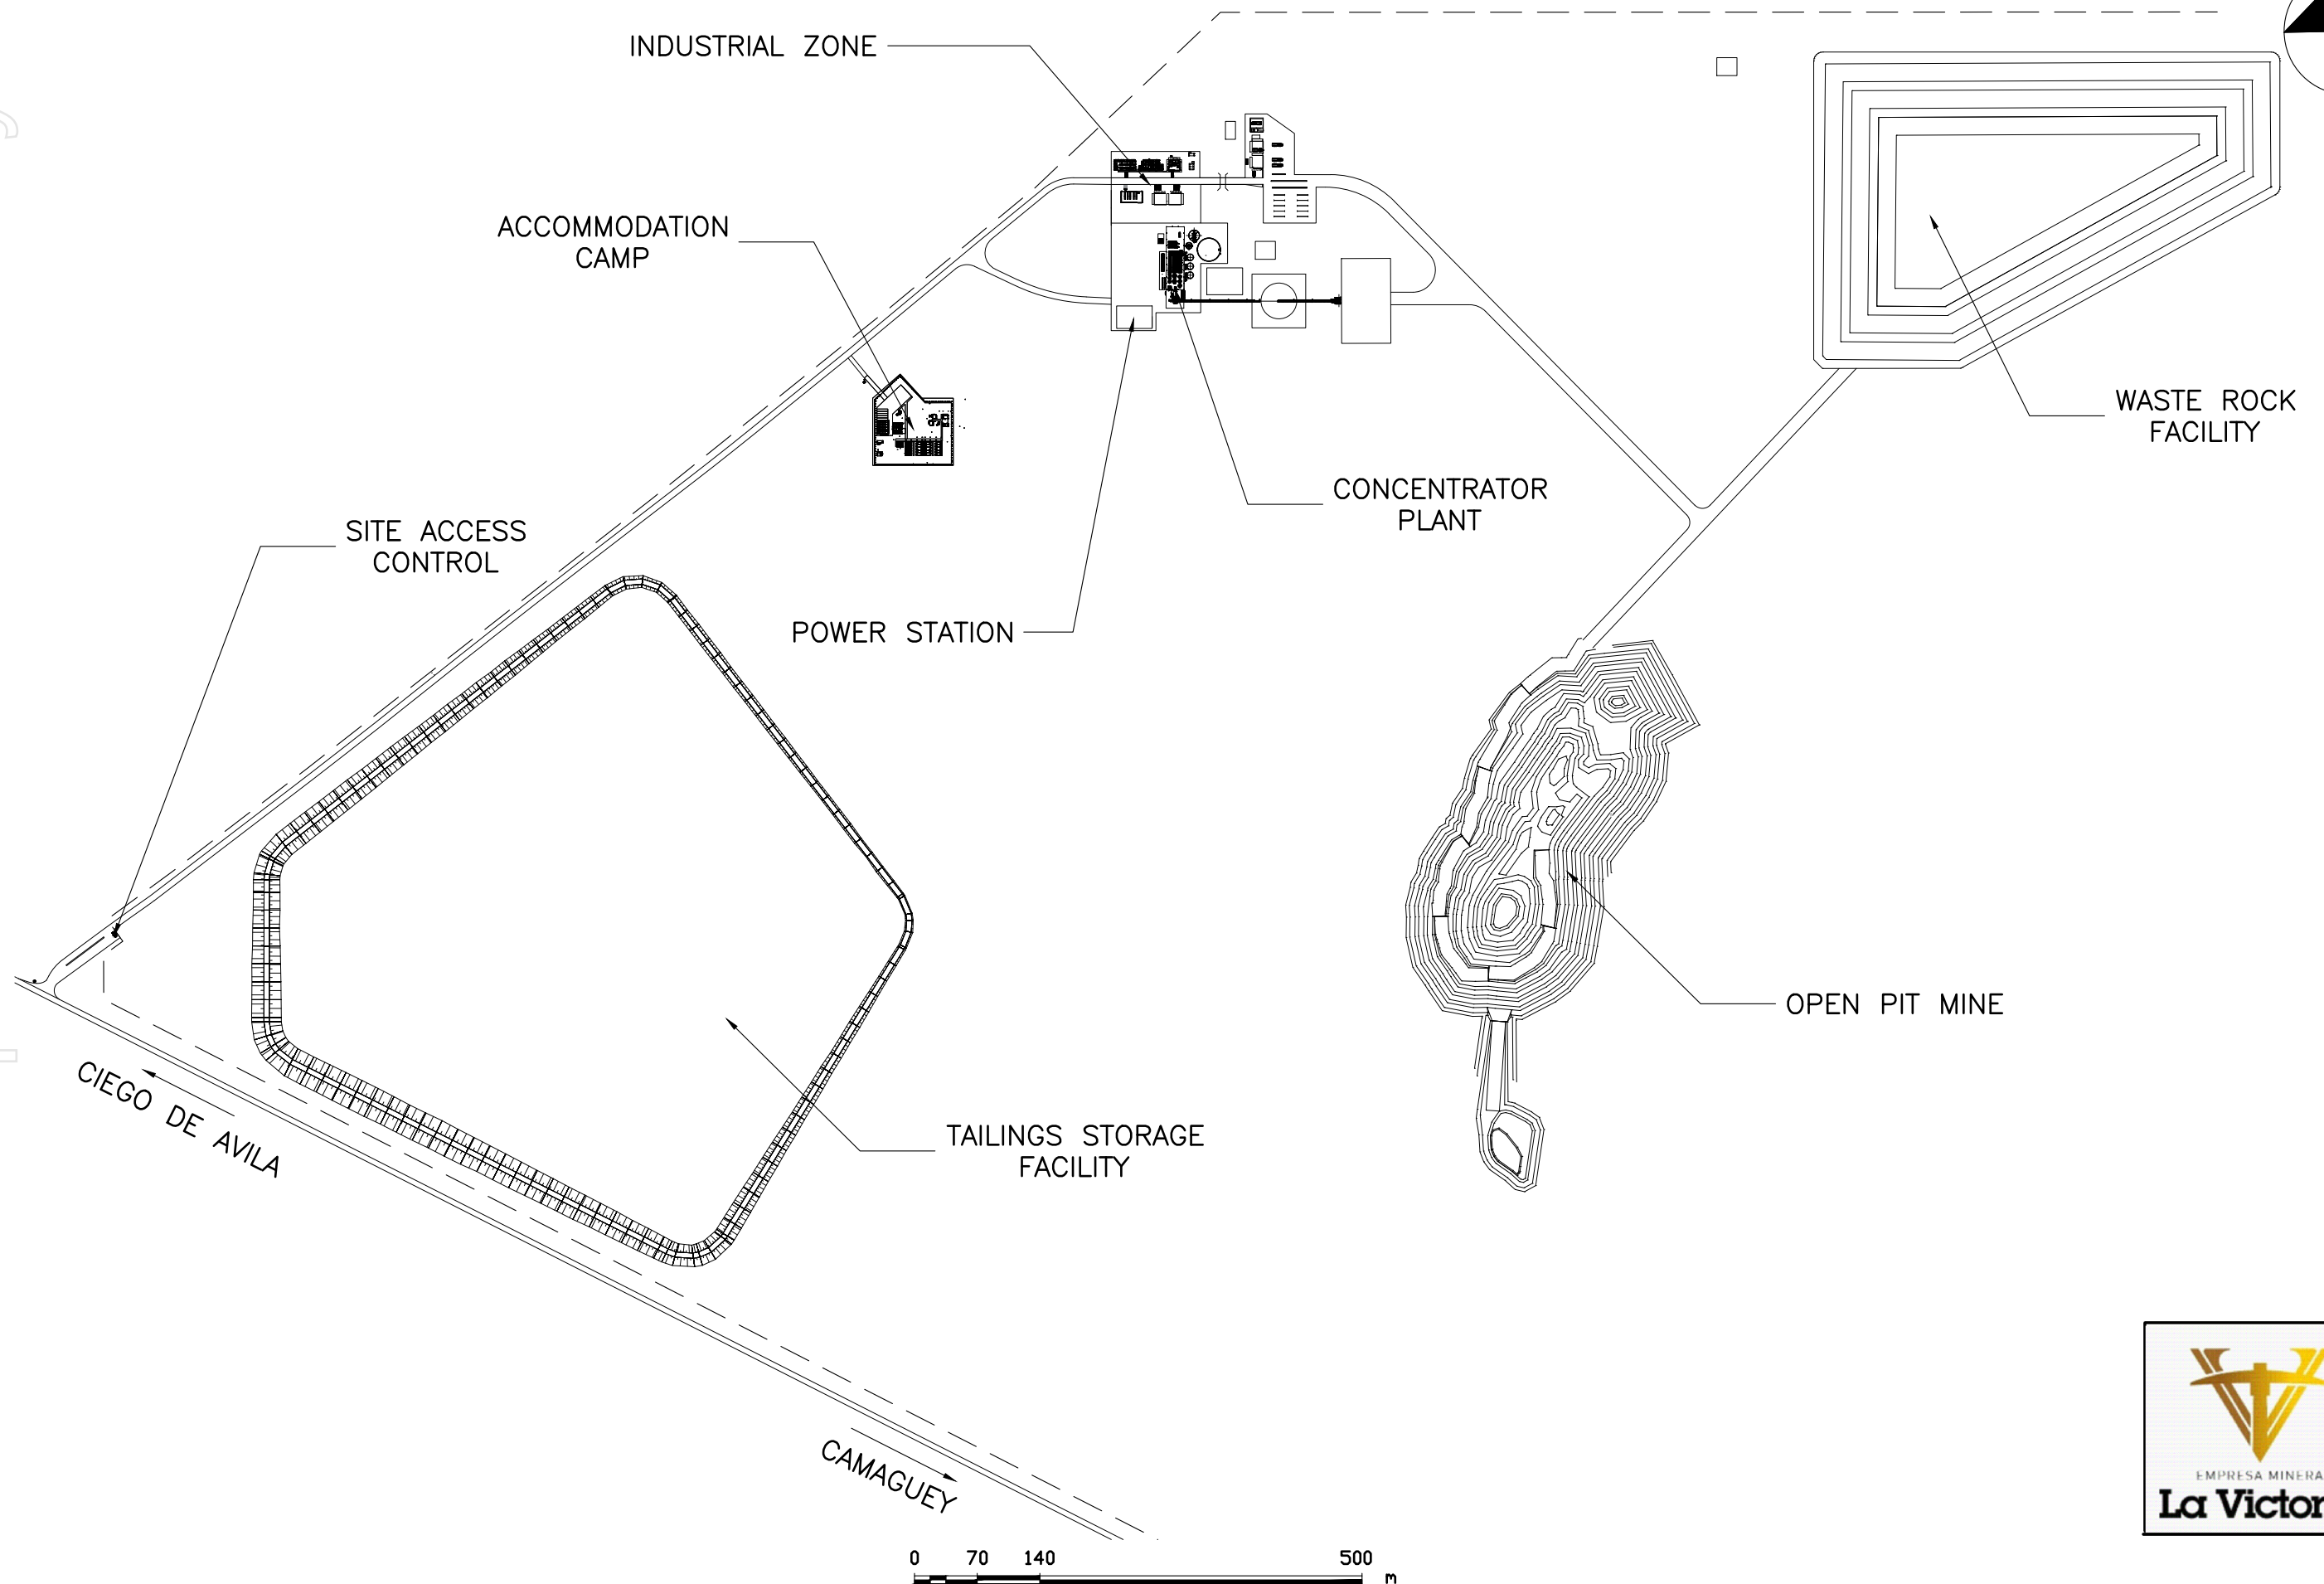 INDUSTRIAL ZONE
ACCOMMODATION
CAMP
WASTE ROCK
FACILITY
CONCENTRATOR
PLANT
SITE ACCESS
CONTROL
POWER STATION
OPEN PIT MINE
CIEGO DE AVILA
TAILINGS STORAGE
FACILITY
CAMAGUEY
EMPRESA MINERA
La Victor
0 70 140 500
m